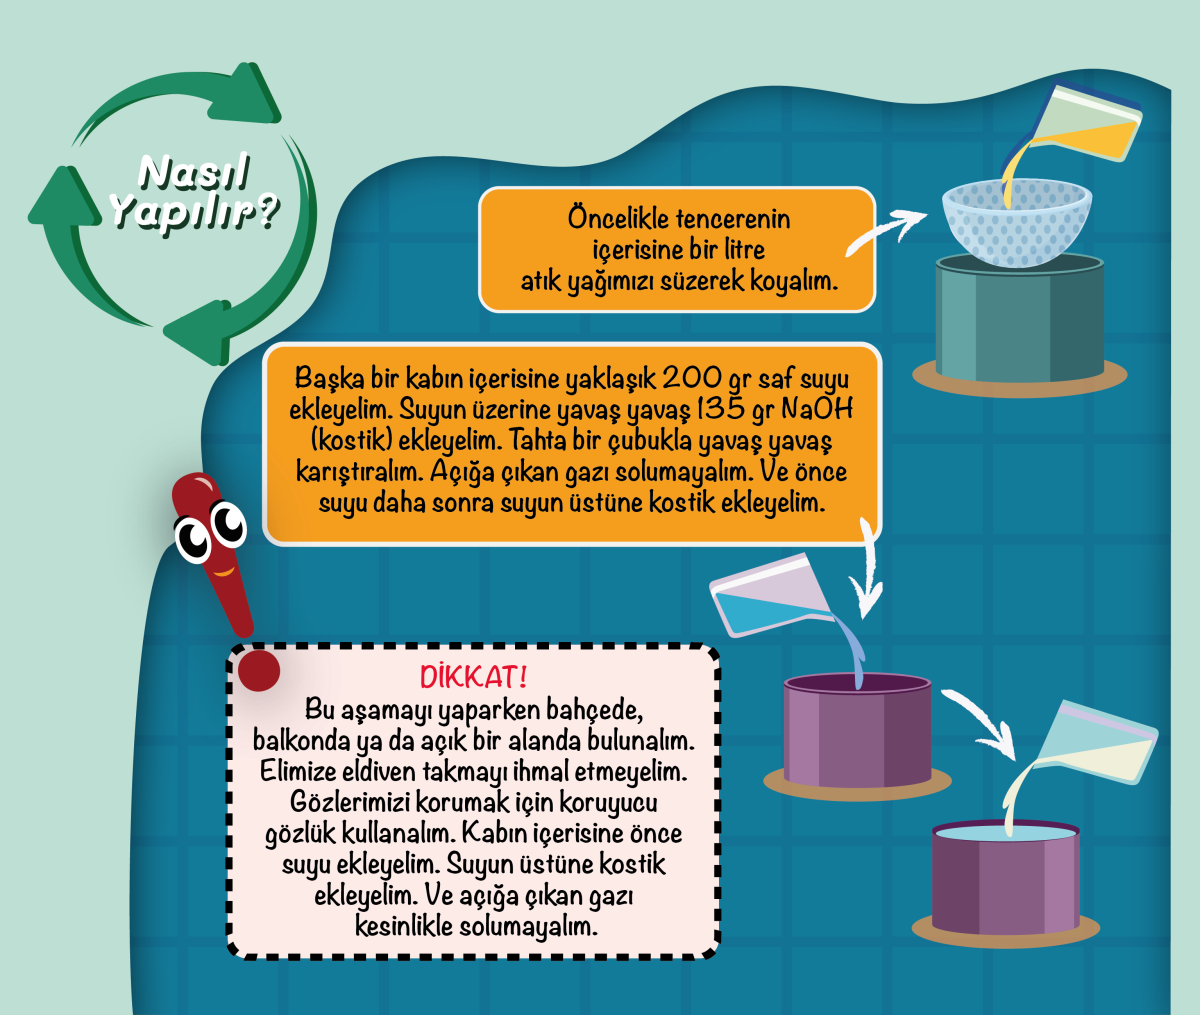 Nasıl
Yapılır?
Öncelikle tencerenin
içerisine bir litre
atık yağımızı süzerek koyalım.
Başka bir kabın içerisine yaklaşık 200 gr saf suyu
ekleyelim. Suyun üzerine yavaş yavaş 135 gr NaOH
(kostik) ekleyelim. Tahta bir çubukla yavaş yavaş
karıştıralım. Açığa çıkan gazı solumayalım. Ve önce
suyu daha sonra suyun üstüne kostik ekleyelim.
DİKKAT!
Bu aşamayı yaparken bahçede,
balkonda ya da açık bir alanda bulunalım.
Elimize eldiven takmayı ihmal etmeyelim.
Gözlerimizi korumak için koruyucu
gözlük kullanalım. Kabın içerisine önce
suyu ekleyelim. Suyun üstüne kostik
ekleyelim. Ve açığa çıkan gazı
kesinlikle solumayalım.